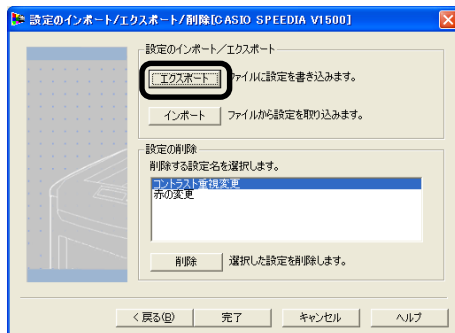 設定のインポート/エクスポート/削除[CASIO SPEEDIA V1500]
設定のインポート/エクスポート
エクスポート ファイルに設定を書き込みます。
インポート ファイルから設定を取り込みます。
設定の削除
削除する設定名を選択します。
コントラスト重視変更
赤の変更
削除 選択した設定を削除します。
< 戻る(B) 完了 キャンセル ヘルプ